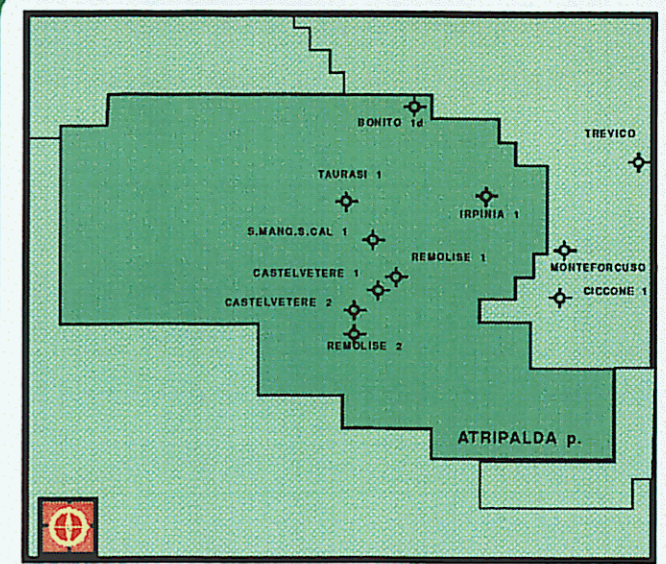 BONITO 1d
TREVICO
TAURASI 1
IRPINIA 1
S.MANG.S.CAL 1
REMOLISE 1
MONTEFORCUSO
CASTELVETERE 1
CICCONE 1
CASTELVETERE 2
REMOLISE 2
ATRIPALDA p.